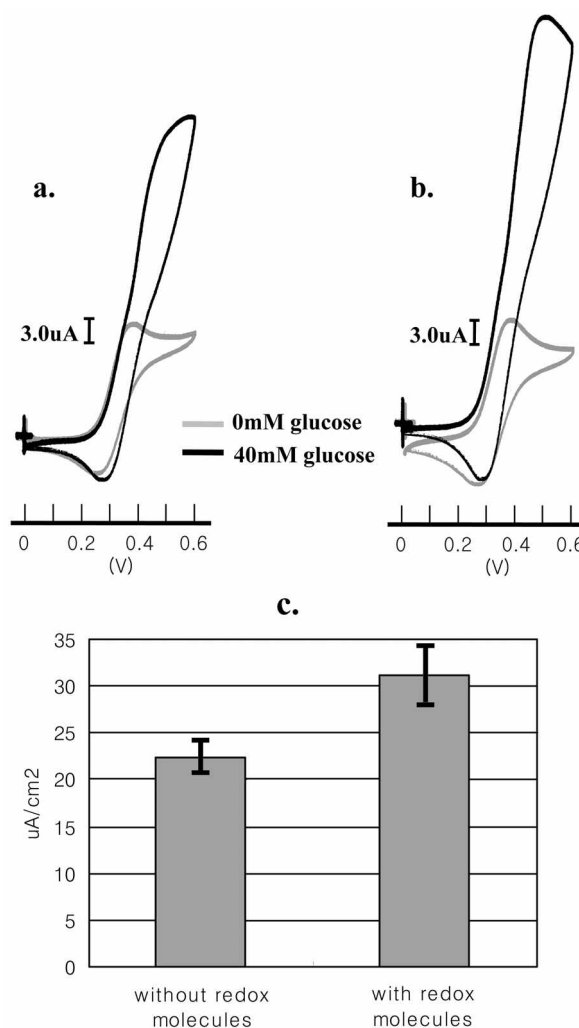 a.
b.
3.0uA
3.0uA
0mM glucose
40mM glucose
0 0.2 0.4 0.6
(V)
0 0.2 0.4 0.6
(V)
c.
35
30
25
20
15
10
5
0
uA/cm2
without redox
molecules
with redox
molecules